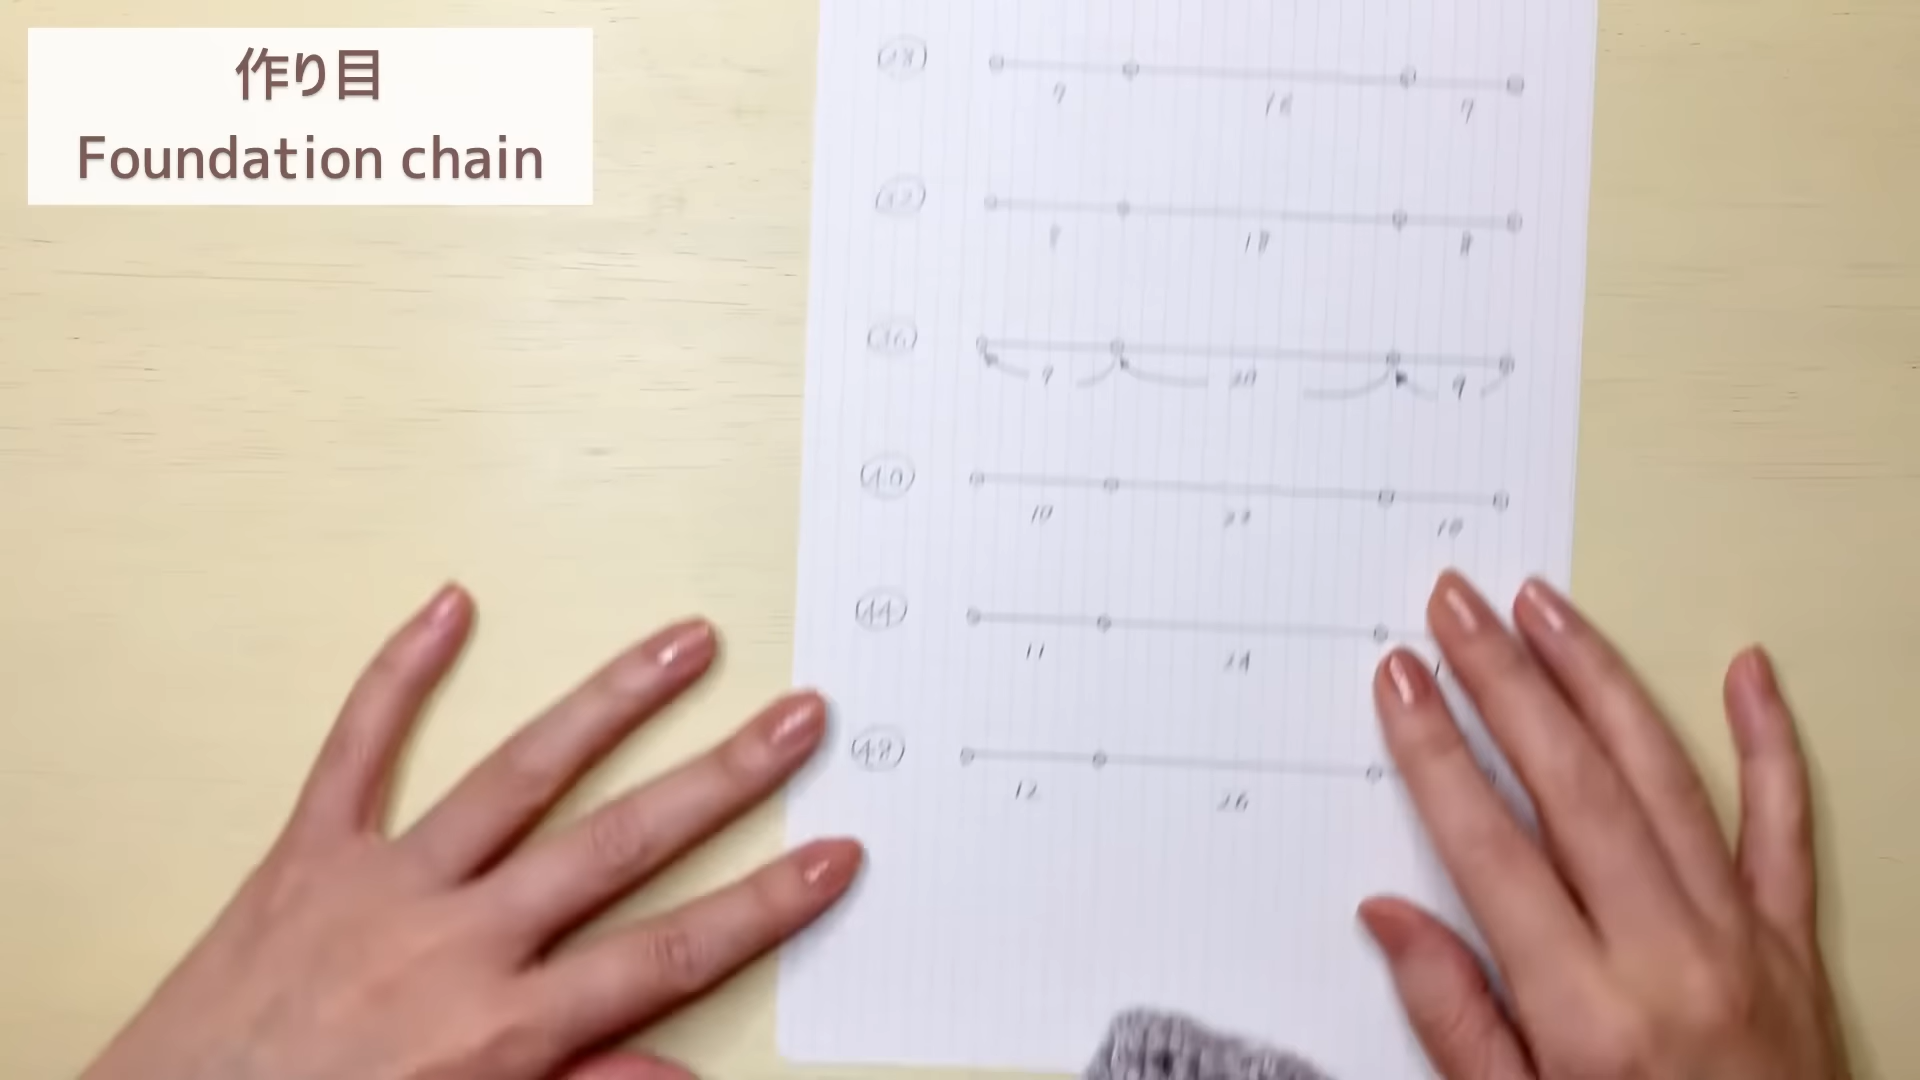 作り目
Foundation chain
(28)
7 16 7
(32)
8 18 8
(36)
9 20 9
(40)
10 22 10
(44)
11 24
(48)
12 26